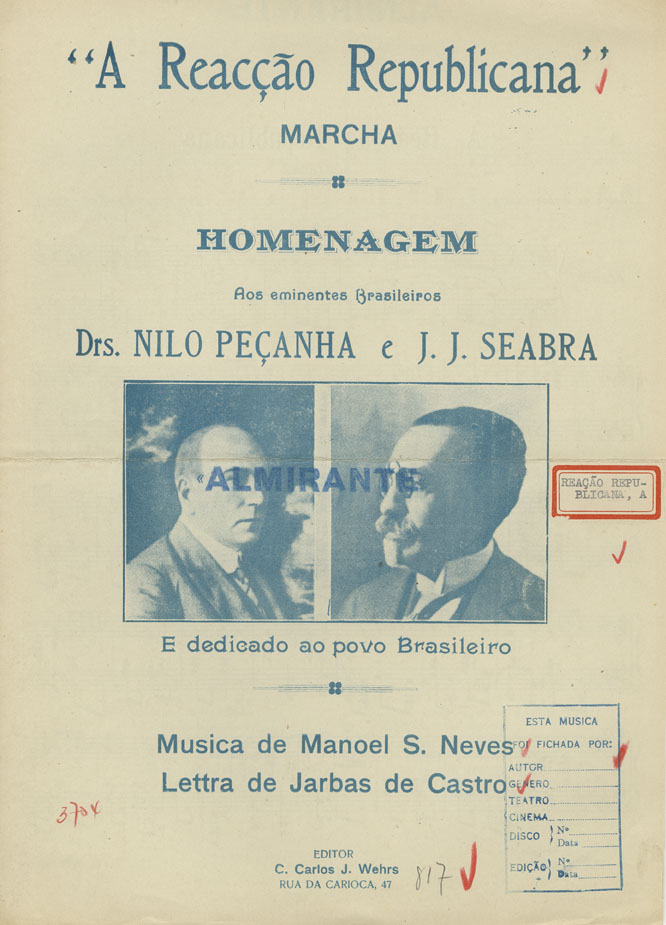 “A Reacção Republicana”
MARCHA
HOMENAGEM
Aos eminentes Brasileiros
Drs. NILO PEÇANHA e J. J. SEABRA
«ALMIRANTE
REAÇÃO REPU-
BLICANA, A
E dedicado ao povo Brasileiro
Musica de Manoel S. Neves
Lettra de Jarbas de Castro
ESTA MUSICA
FOI FICHADA POR:
AUTOR
GENERO
TEATRO
CINEMA
DISCO Nº
Data
EDIÇÃO Nº
Data
3704
EDITOR
C. Carlos J. Wehrs
RUA DA CARIOCA, 47
817